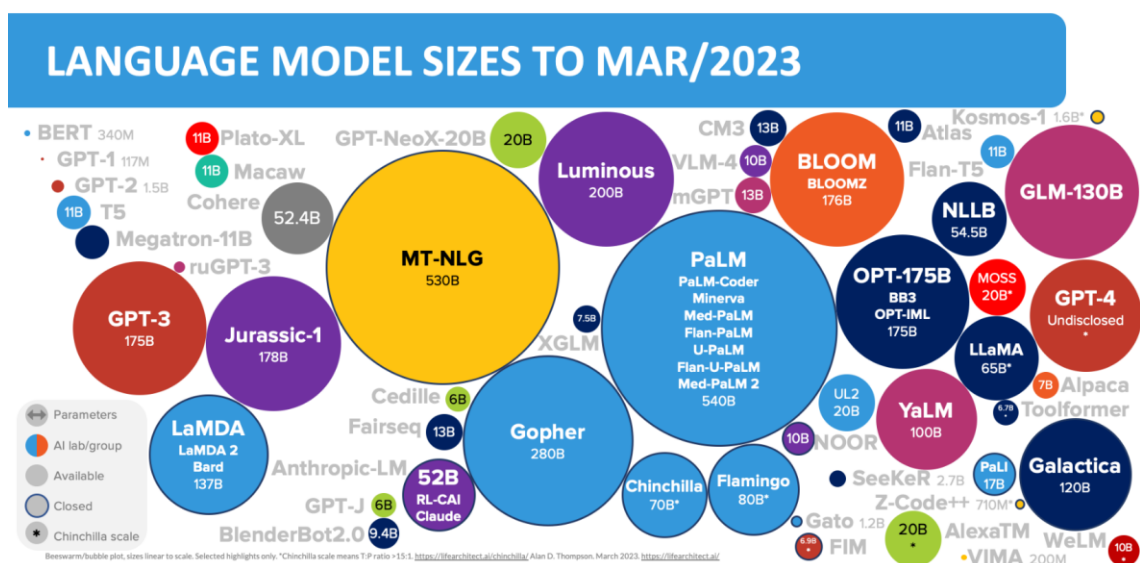 LANGUAGE MODEL SIZES TO MAR/2023
BERT 340M
GPT-1 117M
GPT-2 1.5B
11B T5
Megatron-11B
ruGPT-3
11B Plato-XL
11B Macaw
Cohere
52.4B
GPT-NeoX-20B
20B
MT-NLG
530B
Luminous
200B
CM3 13B
VLM-4 10B
mGPT 13B
BLOOM
BLOOMZ
176B
11B Atlas
Kosmos-1 1.6B*
Flan-T5
11B
GLM-130B
NLLB
54.5B
GPT-3
175B
Jurassic-1
178B
7.5B
XGLM
PaLM
PaLM-Coder
Minerva
Med-PaLM
Flan-PaLM
U-PaLM
Flan-U-PaLM
Med-PaLM 2
540B
OPT-175B
BB3
OPT-IML
175B
MOSS
20B*
GPT-4
Undisclosed
*
LLaMA
65B*
7B Alpaca
6.7B
*
Toolformer
UL2
20B
YaLM
100B
Cedille 6B
Fairseq 13B
Gopher
280B
10B NOOR
LaMDA
LaMDA 2
Bard
137B
Anthropic-LM
52B
RL-CAI
Claude
GPT-J 6B
BlenderBot2.0 9.4B
Chinchilla
70B*
Flamingo
80B*
SeeKeR 2.7B
PaLI
17B
Galactica
120B
Z-Code++ 710M*
Gato 1.2B
6.9B
*
FIM
20B
*
AlexaTM
VIMA 200M
WeLM
10B
*
Parameters
AI lab/group
Available
Closed
* Chinchilla scale
Beeswarm/bubble plot, sizes linear to scale. Selected highlights only. *Chinchilla scale means T:P ratio >15:1. https://lifearchitect.ai/chinchilla/ Alan D. Thompson. March 2023. https://lifearchitect.ai/